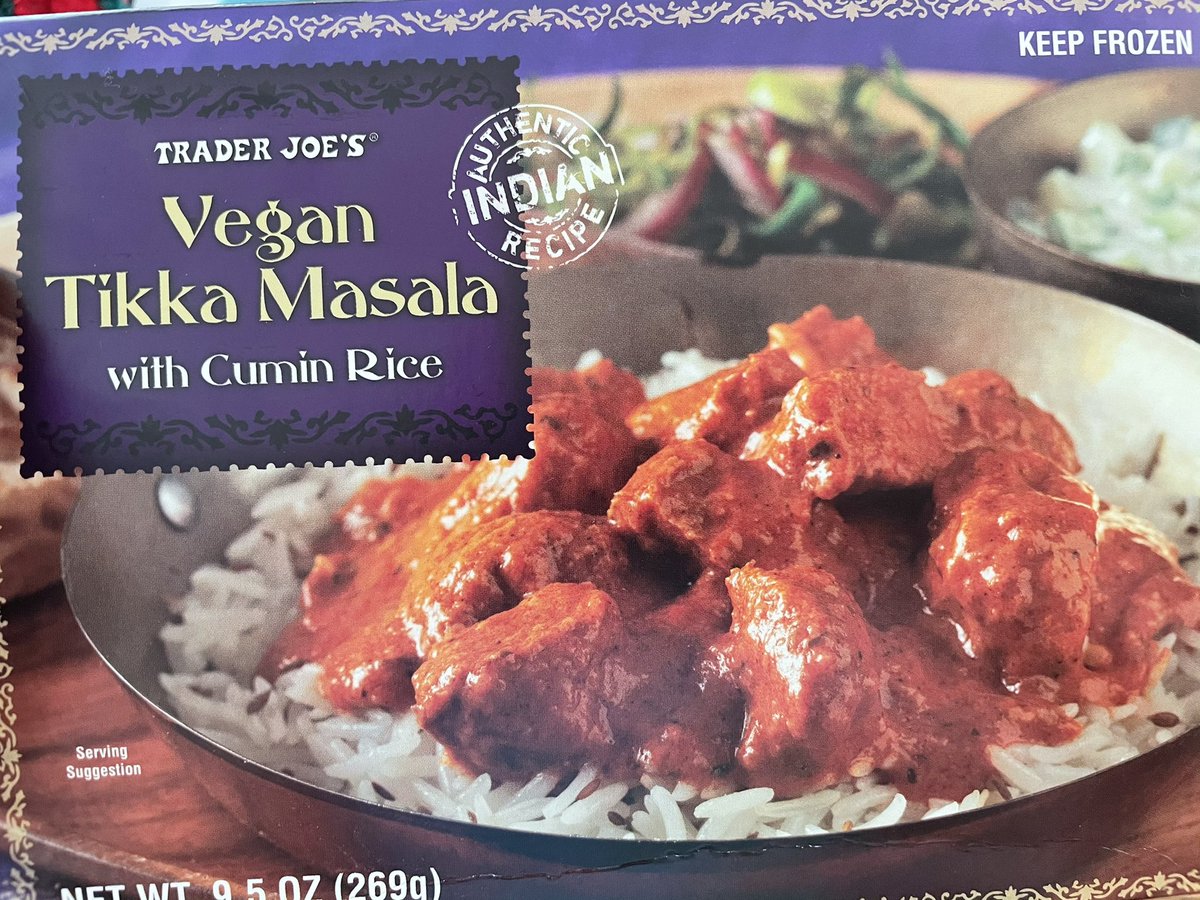 KEEP FROZEN
TRADER JOE'S®
Vegan
Tikka Masala
with Cumin Rice
AUTHENTIC
INDIAN
RECIPE
Serving
Suggestion
NET WT. 9.5 OZ (269g)